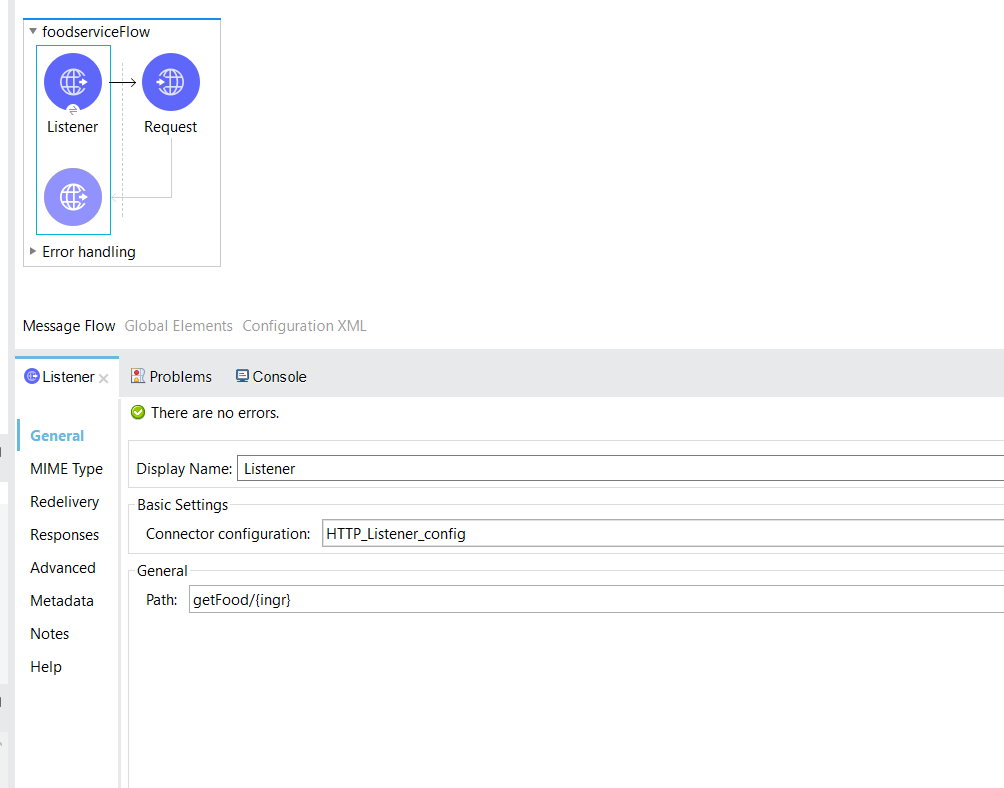 foodserviceFlow
Listener
Request
Error handling
Message Flow Global Elements Configuration XML
Listener Problems Console
There are no errors.
General
MIME Type
Redelivery
Responses
Advanced
Metadata
Notes
Help
Display Name: Listener
Basic Settings
Connector configuration: HTTP_Listener_config
General
Path: getFood/{ingr}